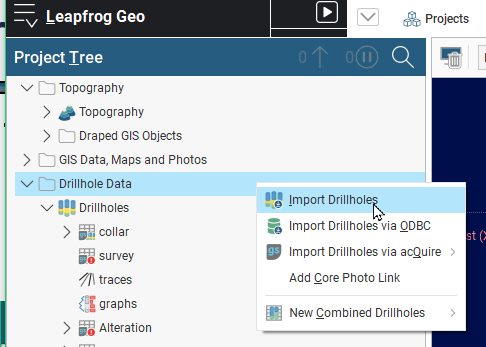 Leapfrog Geo
Projects
Project Tree
0
0
Topography
Topography
Draped GIS Objects
GIS Data, Maps and Photos
Drillhole Data
Drillholes
collar
survey
traces
graphs
Alteration
Import Drillholes
Import Drillholes via ODBC
Import Drillholes via acQuire
Add Core Photo Link
New Combined Drillholes